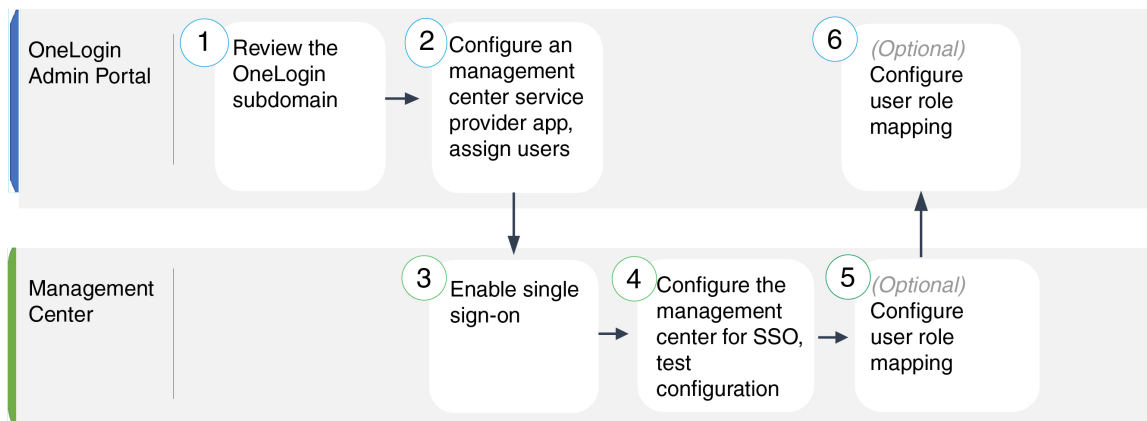 OneLogin
Admin Portal
1
Review the
OneLogin
subdomain
2
Configure an
management
center service
provider app,
assign users
6
(Optional)
Configure
user role
mapping
Management
Center
3
Enable single
sign-on
4
Configure the
management
center for SSO,
test
configuration
5
(Optional)
Configure
user role
mapping